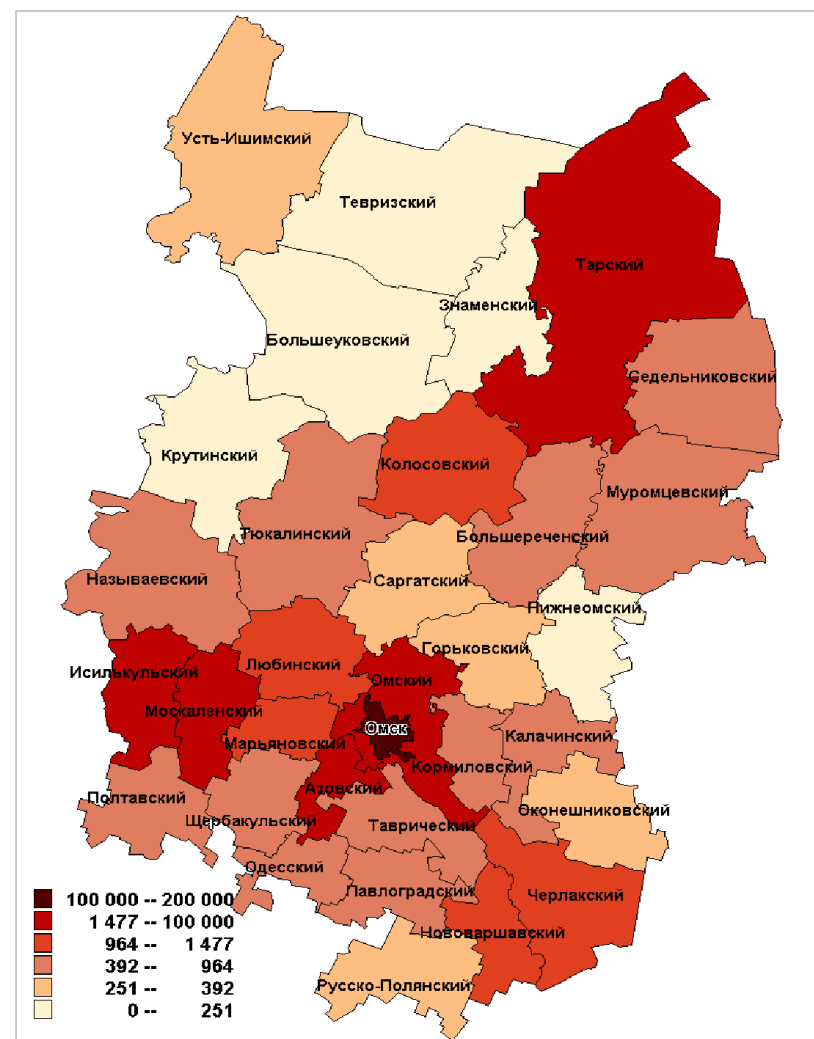 Усть-Ишимский
Тевризский
Тарский
Знаменский
Большеуковский
Седельниковский
Крутинский
Колосовский
Муромцевский
Тюкалинский
Большереченский
Называевский
Саргатский
Пижнеомский
Горьковский
Любинский
Исилькульский
Омский
Москаленский
Омск
Калачинский
Марьяновский
Кормиловский
Азовский
Полтавский
Оконешниковский
Щербакульский
Таврический
Одесский
Павлоградский
Черлакский
Нововаршавский
Русско-Полянский
100 000 -- 200 000
1 477 -- 100 000
964 -- 1 477
392 -- 964
251 -- 392
0 -- 251